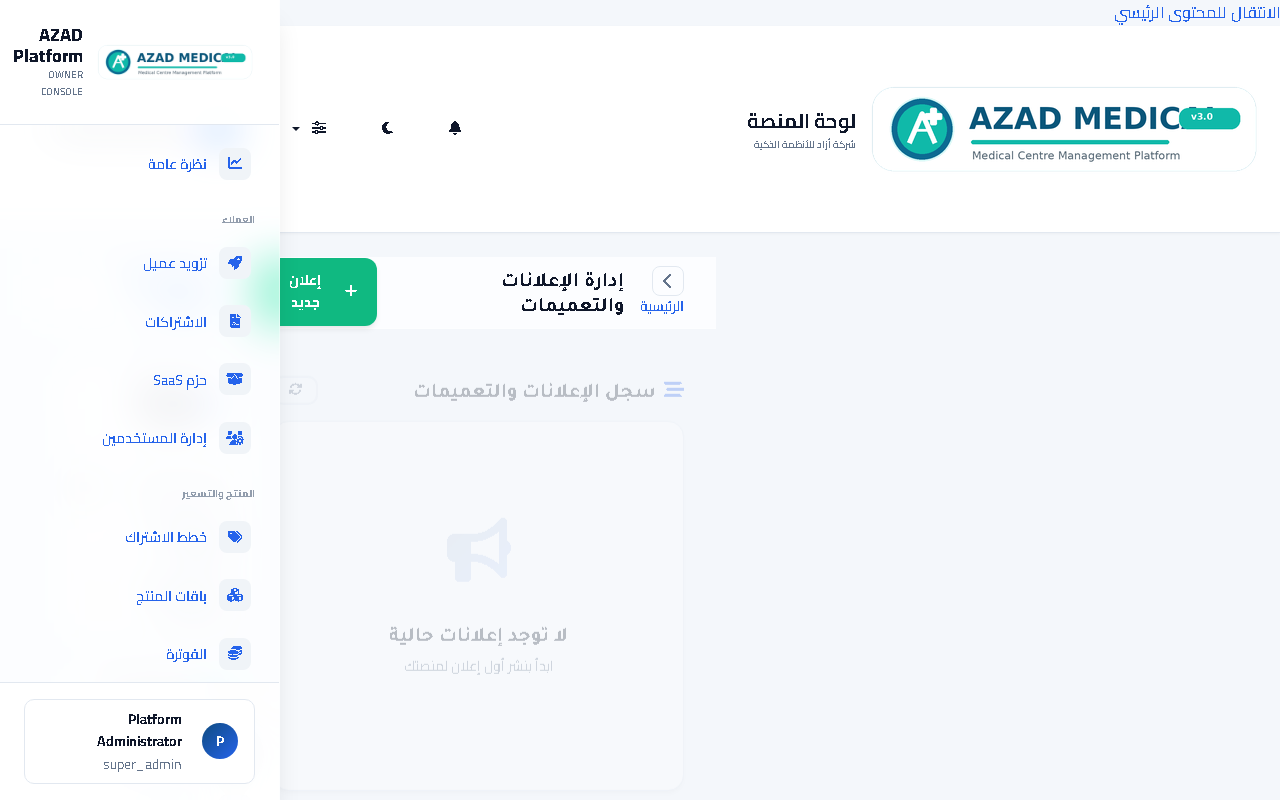 الانتقال للمحتوى الرئيسي
AZAD MEDIC
v3.0
Medical Centre Management Platform
لوحة المنصة
شركة أزاد للأنظمة الذكية
AZAD
Platform
OWNER
CONSOLE
AZAD MEDIC
v3.0
Medical Centre Management Platform
نظرة عامة
العملاء
تزويد عميل
الاشتراكات
حزم SaaS
إدارة المستخدمين
المنتج والتسعير
خطط الاشتراك
باقات المنتج
الفوترة
P
Platform
Administrator
super_admin
الرئيسية
إدارة الإعلانات
والتعميمات
إعلان
جديد
سجل الإعلانات والتعميمات
لا توجد إعلانات حالية
ابدأ بنشر أول إعلان لمنصتك